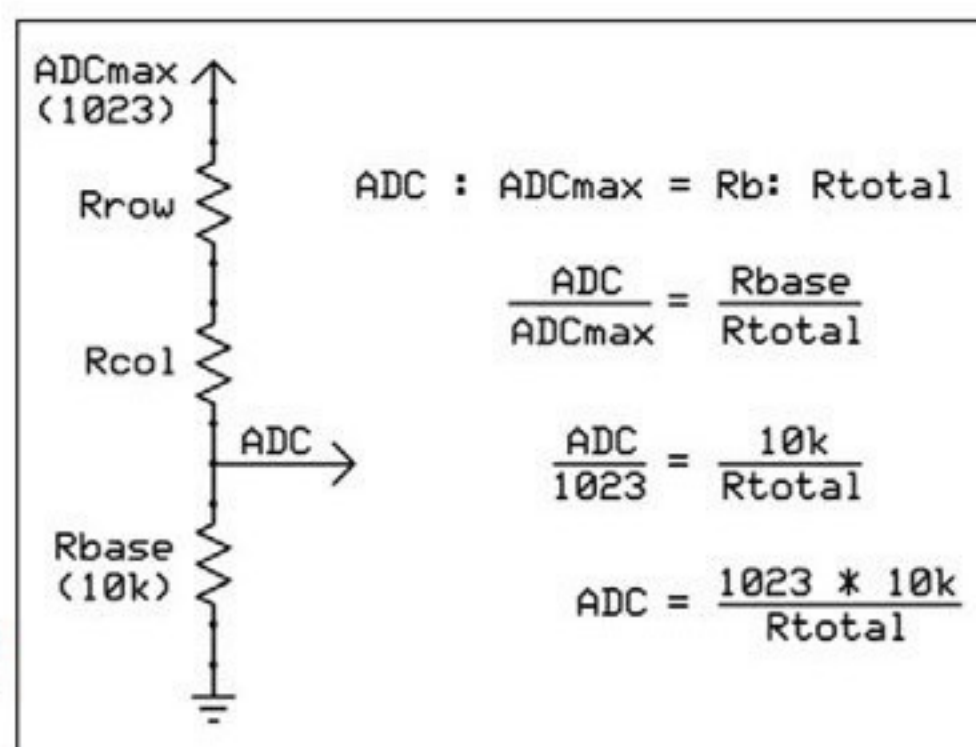 ADCmax
(1023)
Rrow
Rcol
ADC
Rbase
(10k)
ADC : ADCmax = Rb: Rtotal
ADC
ADCmax
=
Rbase
Rtotal
ADC
1023
=
10k
Rtotal
ADC =
1023 * 10k
Rtotal